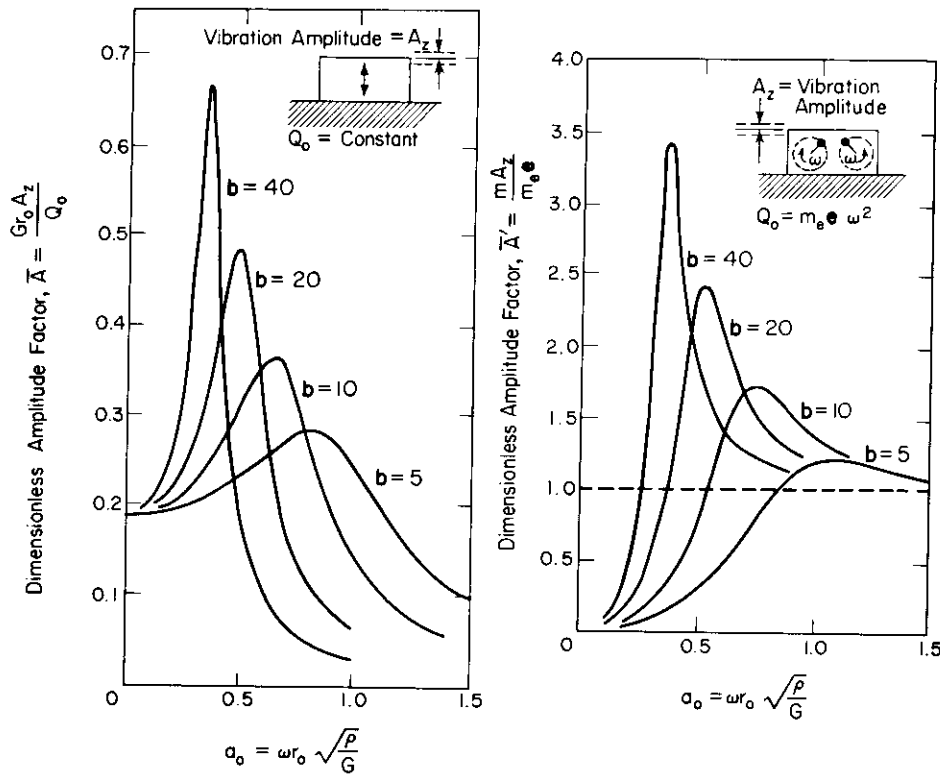 Vibration Amplitude = A_z
Q_o = Constant
Dimensionless Amplitude Factor, A̅ = Gr_o A_z / Q_o
0.7
0.6
0.5
0.4
0.3
0.2
0.1
b = 40
b = 20
b = 10
b = 5
0
0.5
1.0
1.5
a_o = ωr_o √(ρ/G)
A_z = Vibration
Amplitude
ω
ω
Q_o = m_e e ω²
Dimensionless Amplitude Factor, A̅' = mA_z / m_e e
4.0
3.5
3.0
2.5
2.0
1.5
1.0
0.5
b = 40
b = 20
b = 10
b = 5
0
0.5
1.0
1.5
a_o = ωr_o √(ρ/G)